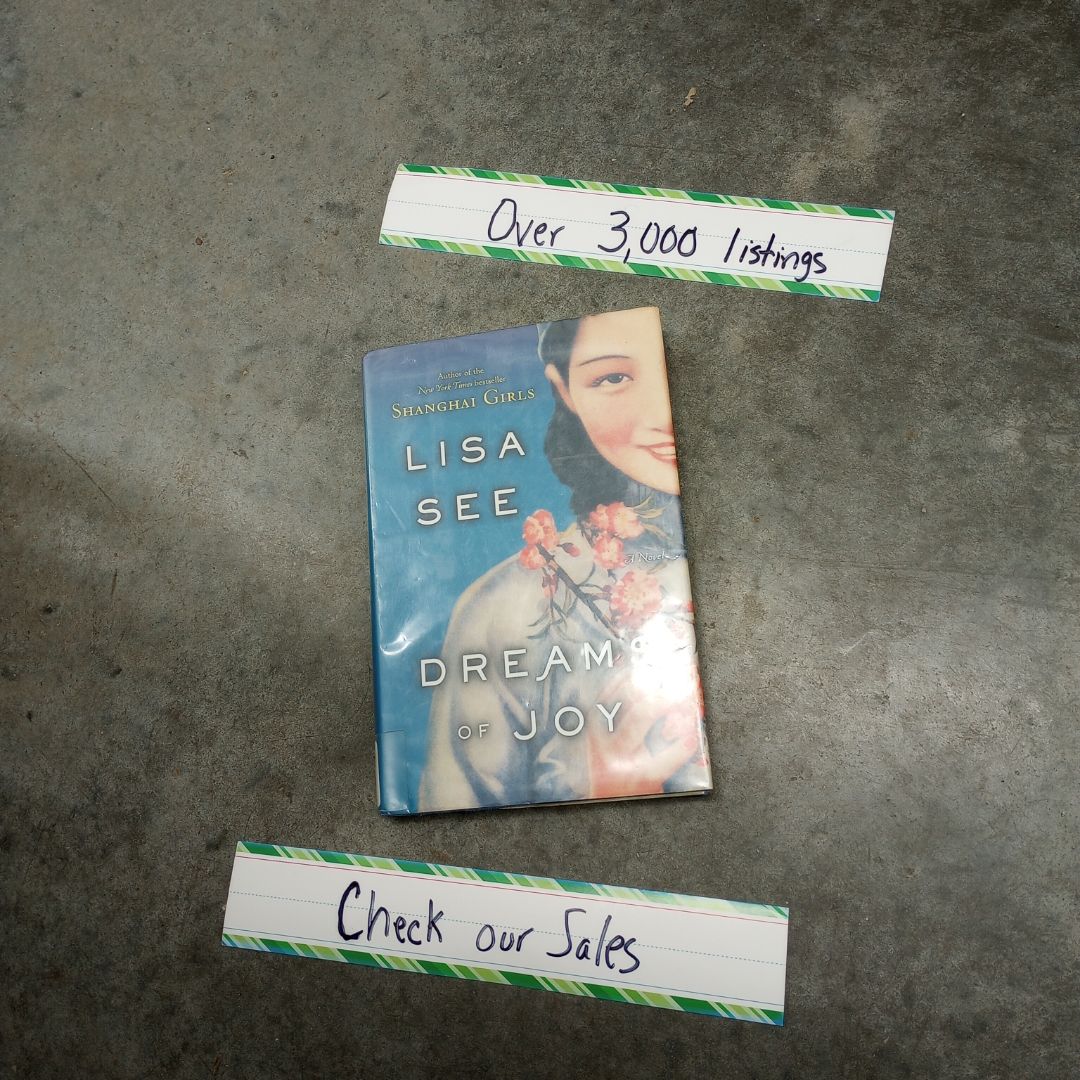 Over 3,000 listings
Author of the
New York Times bestseller
SHANGHAI GIRLS
LISA
SEE
A Novel
DREAMS
OF JOY
Check our Sales